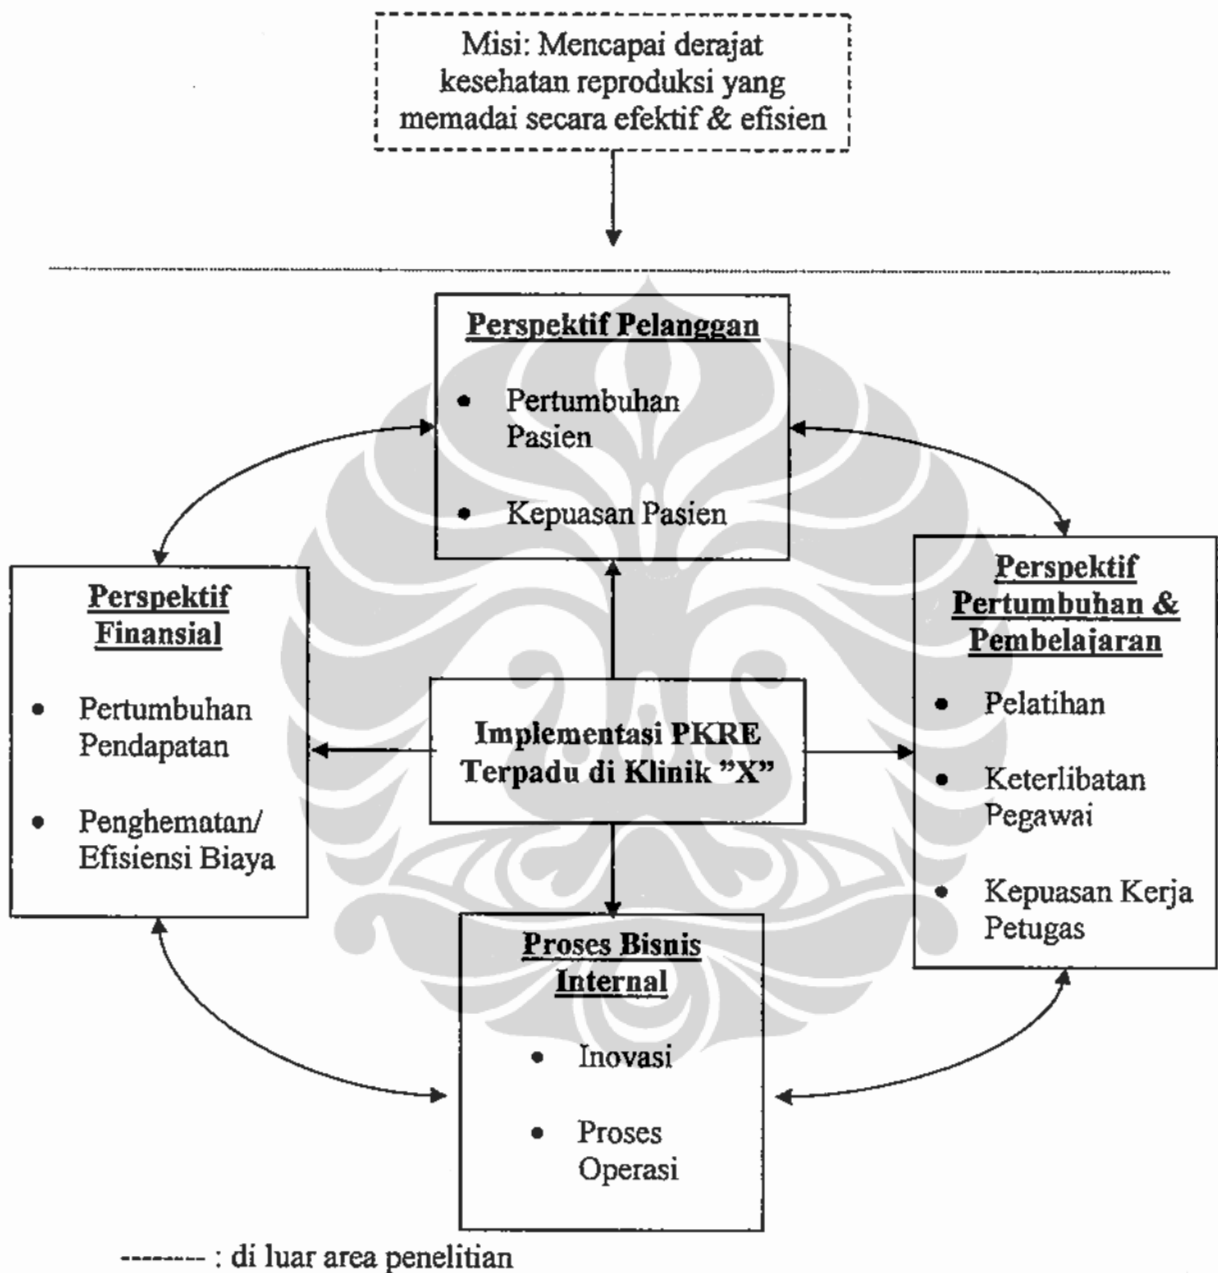 Misi: Mencapai derajat
kesehatan reproduksi yang
memadai secara efektif & efisien
Perspektif Pelanggan
• Pertumbuhan
Pasien
• Kepuasan Pasien
Perspektif
Finansial
• Pertumbuhan
Pendapatan
• Penghematan/
Efisiensi Biaya
Implementasi PKRE
Terpadu di Klinik ”X”
Perspektif
Pertumbuhan &
Pembelajaran
• Pelatihan
• Keterlibatan
Pegawai
• Kepuasan Kerja
Petugas
Proses Bisnis
Internal
• Inovasi
• Proses
Operasi
-------- : di luar area penelitian